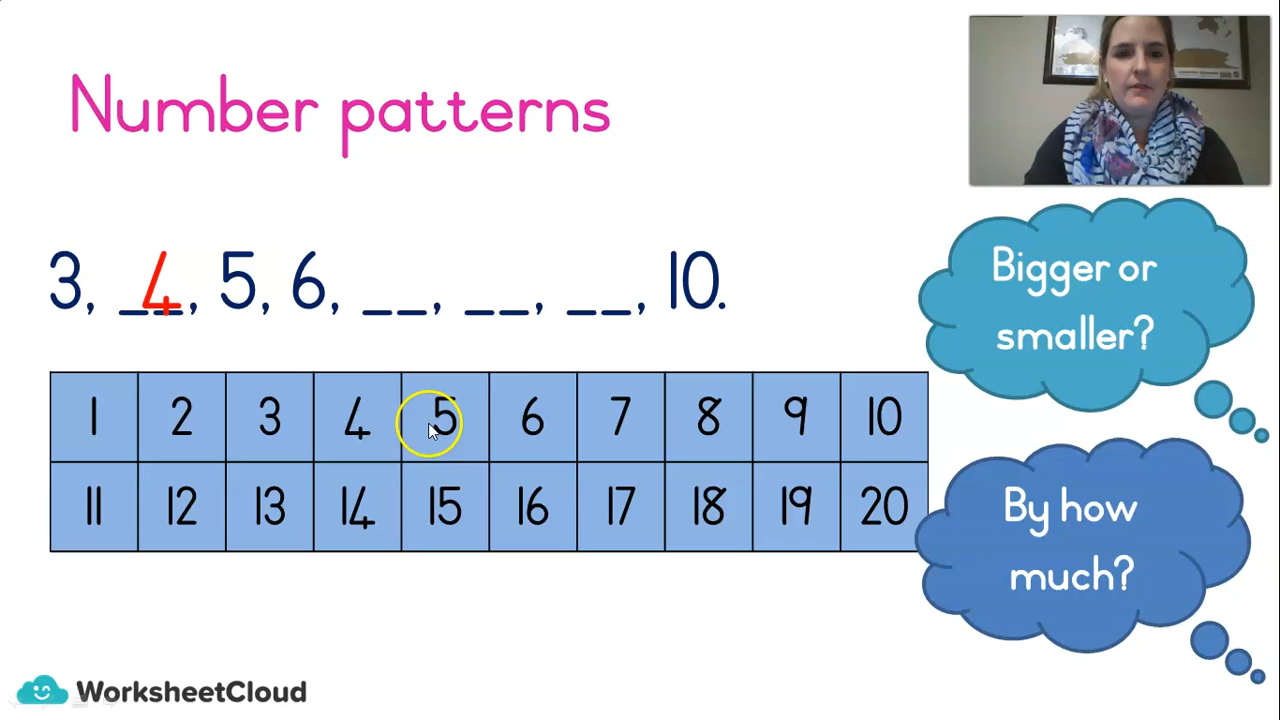 Number patterns
3, _4_, 5, 6, __, __, __, 10.
Bigger or
smaller?
1 2 3 4 5 6 7 8 9 10
11 12 13 14 15 16 17 18 19 20
By how
much?
WorksheetCloud